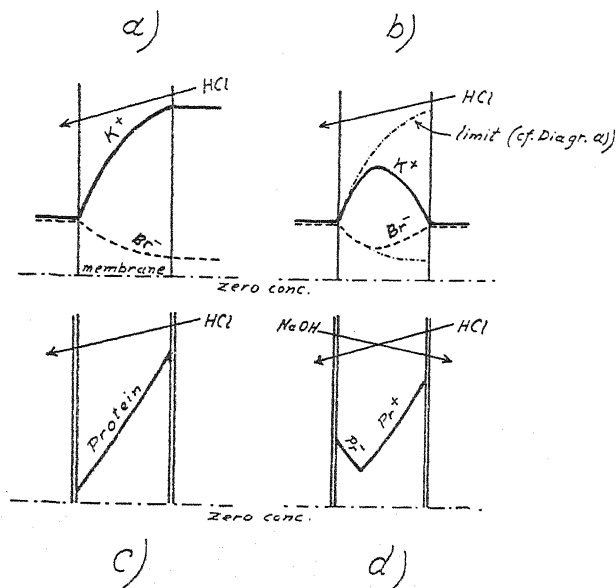 a)
b)
HCl
K+
Br-
membrane
HCl
limit (cf. Diagr. a)
K+
Br-
zero conc.
HCl
Protein
NaOH
HCl
Pr-
Pr+
zero conc.
c)
d)